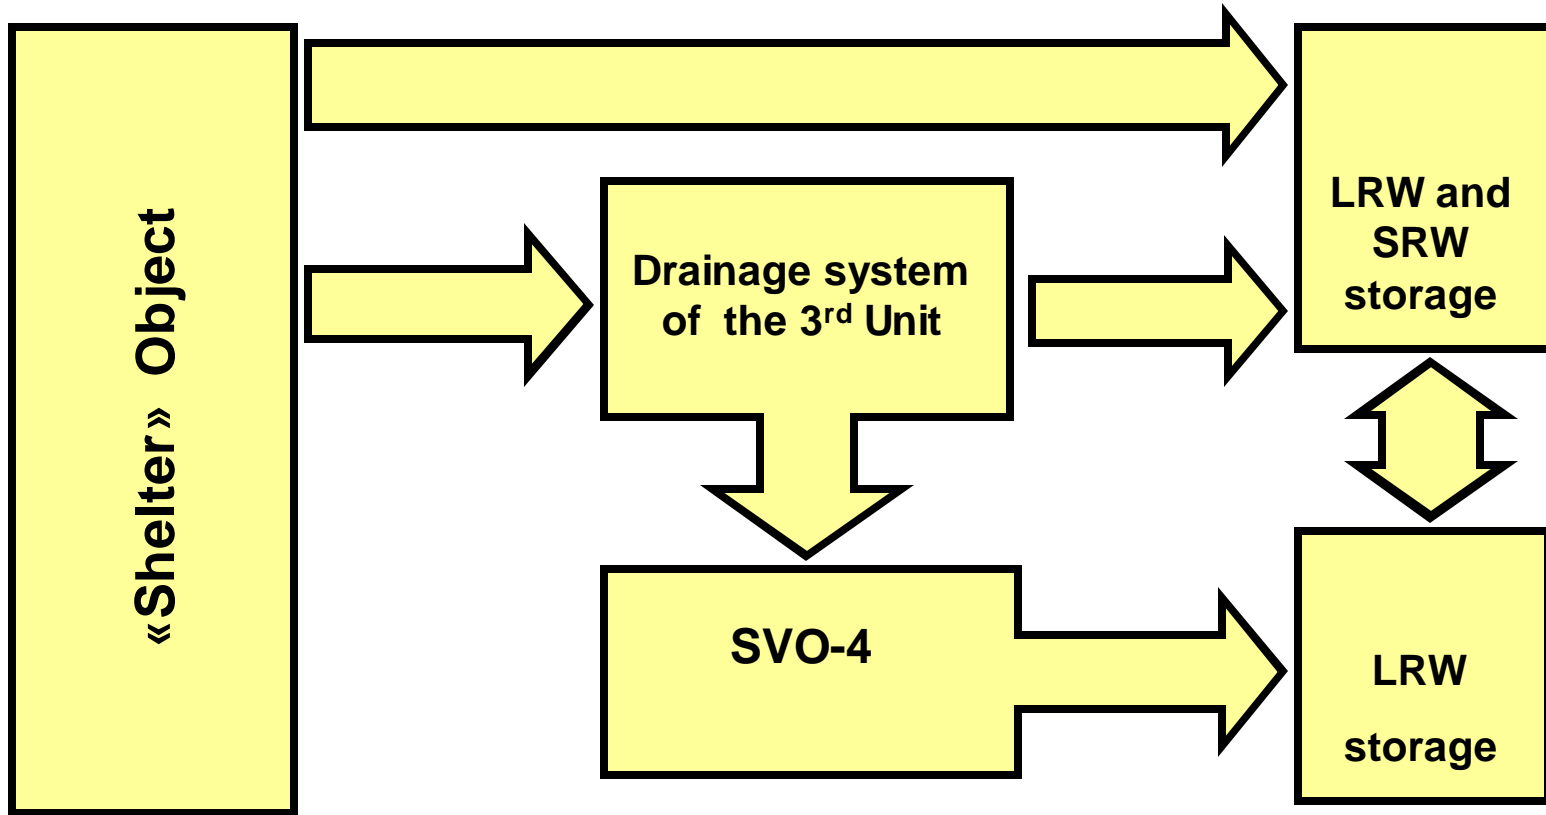 «Shelter» Object
Drainage system
of the 3rd Unit
LRW and
SRW
storage
SVO-4
LRW
storage